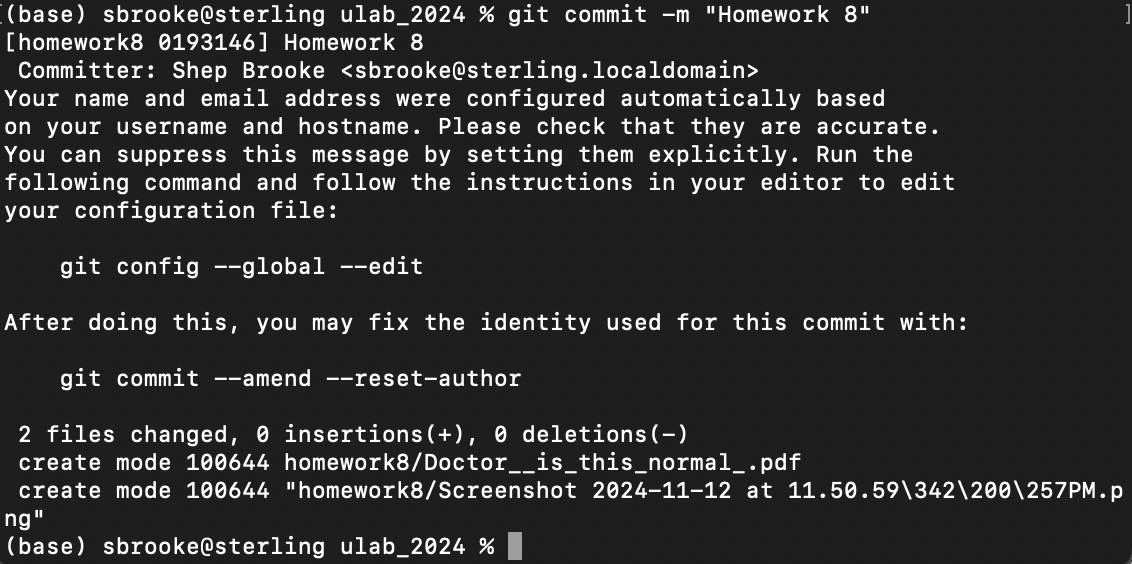 (base) sbrooke@sterling ulab_2024 % git commit -m "Homework 8"
[homework8 0193146] Homework 8
 Committer: Shep Brooke <sbrooke@sterling.localdomain>
Your name and email address were configured automatically based
on your username and hostname. Please check that they are accurate.
You can suppress this message by setting them explicitly. Run the
following command and follow the instructions in your editor to edit
your configuration file:

    git config --global --edit

After doing this, you may fix the identity used for this commit with:

    git commit --amend --reset-author

 2 files changed, 0 insertions(+), 0 deletions(-)
 create mode 100644 homework8/Doctor__is_this_normal_.pdf
 create mode 100644 "homework8/Screenshot 2024-11-12 at 11.50.59\342\200\257PM.p
ng"
(base) sbrooke@sterling ulab_2024 %